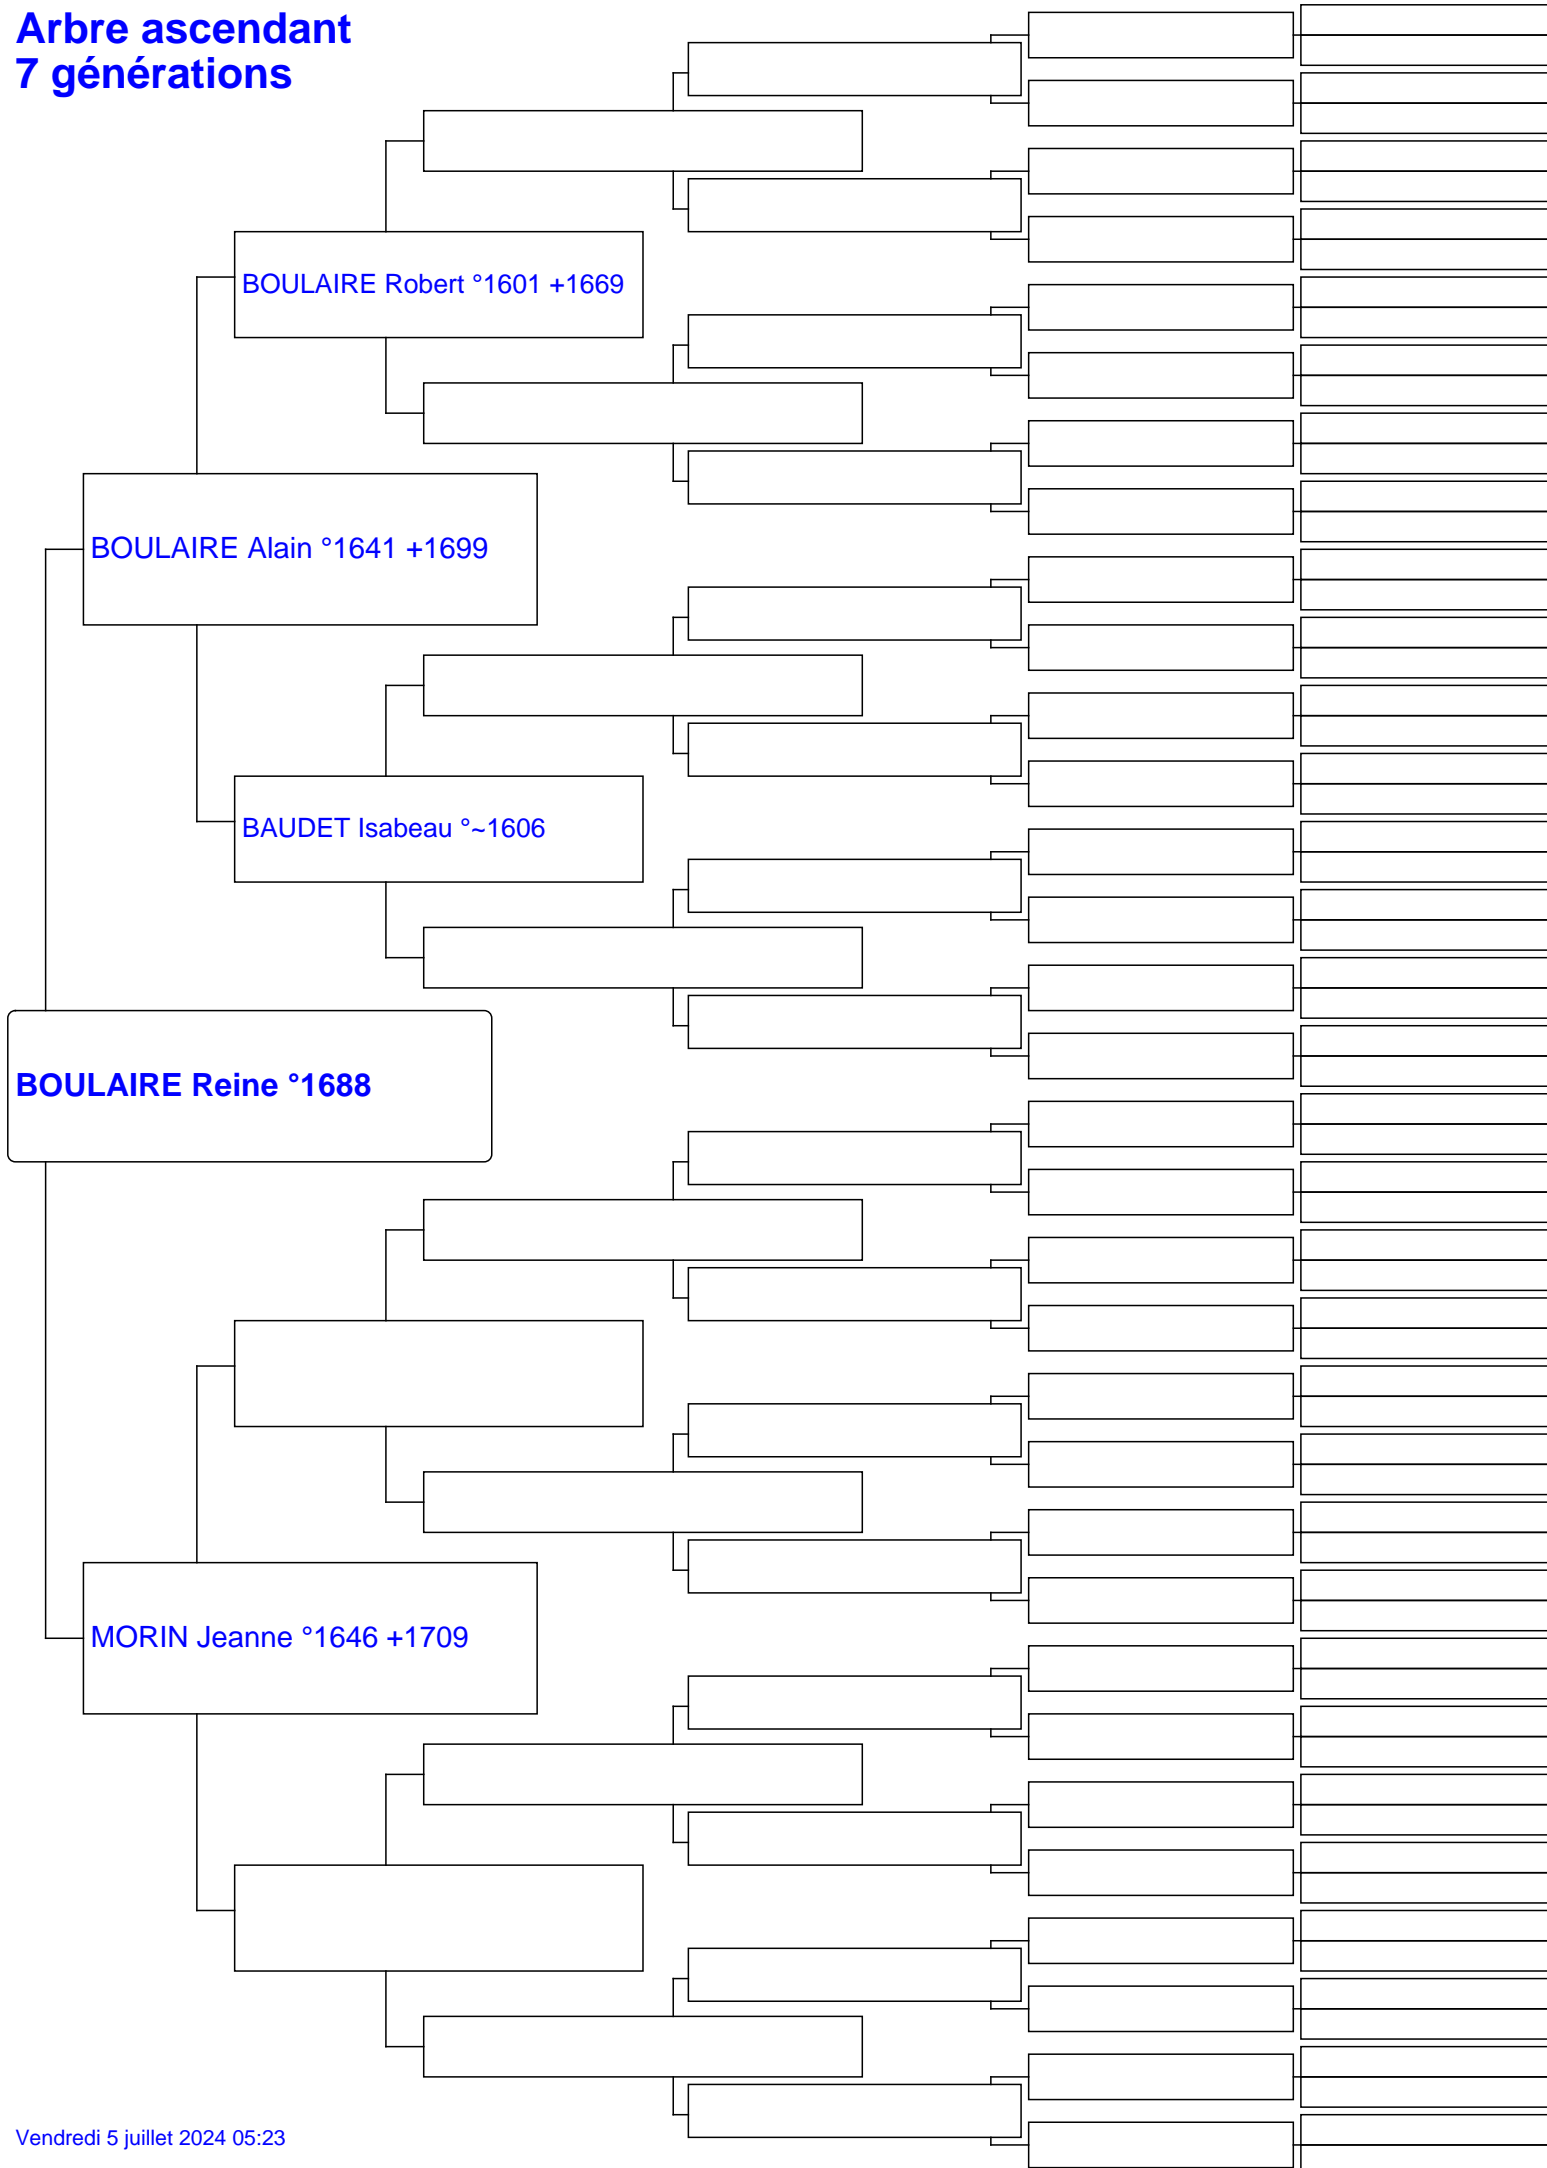 Arbre ascendant
7 générations
BOULAIRE Robert °1601 +1669
BOULAIRE Alain °1641 +1699
BAUDET Isabeau °~1606
BOULAIRE Reine °1688
MORIN Jeanne °1646 +1709
Vendredi 5 juillet 2024 05:23